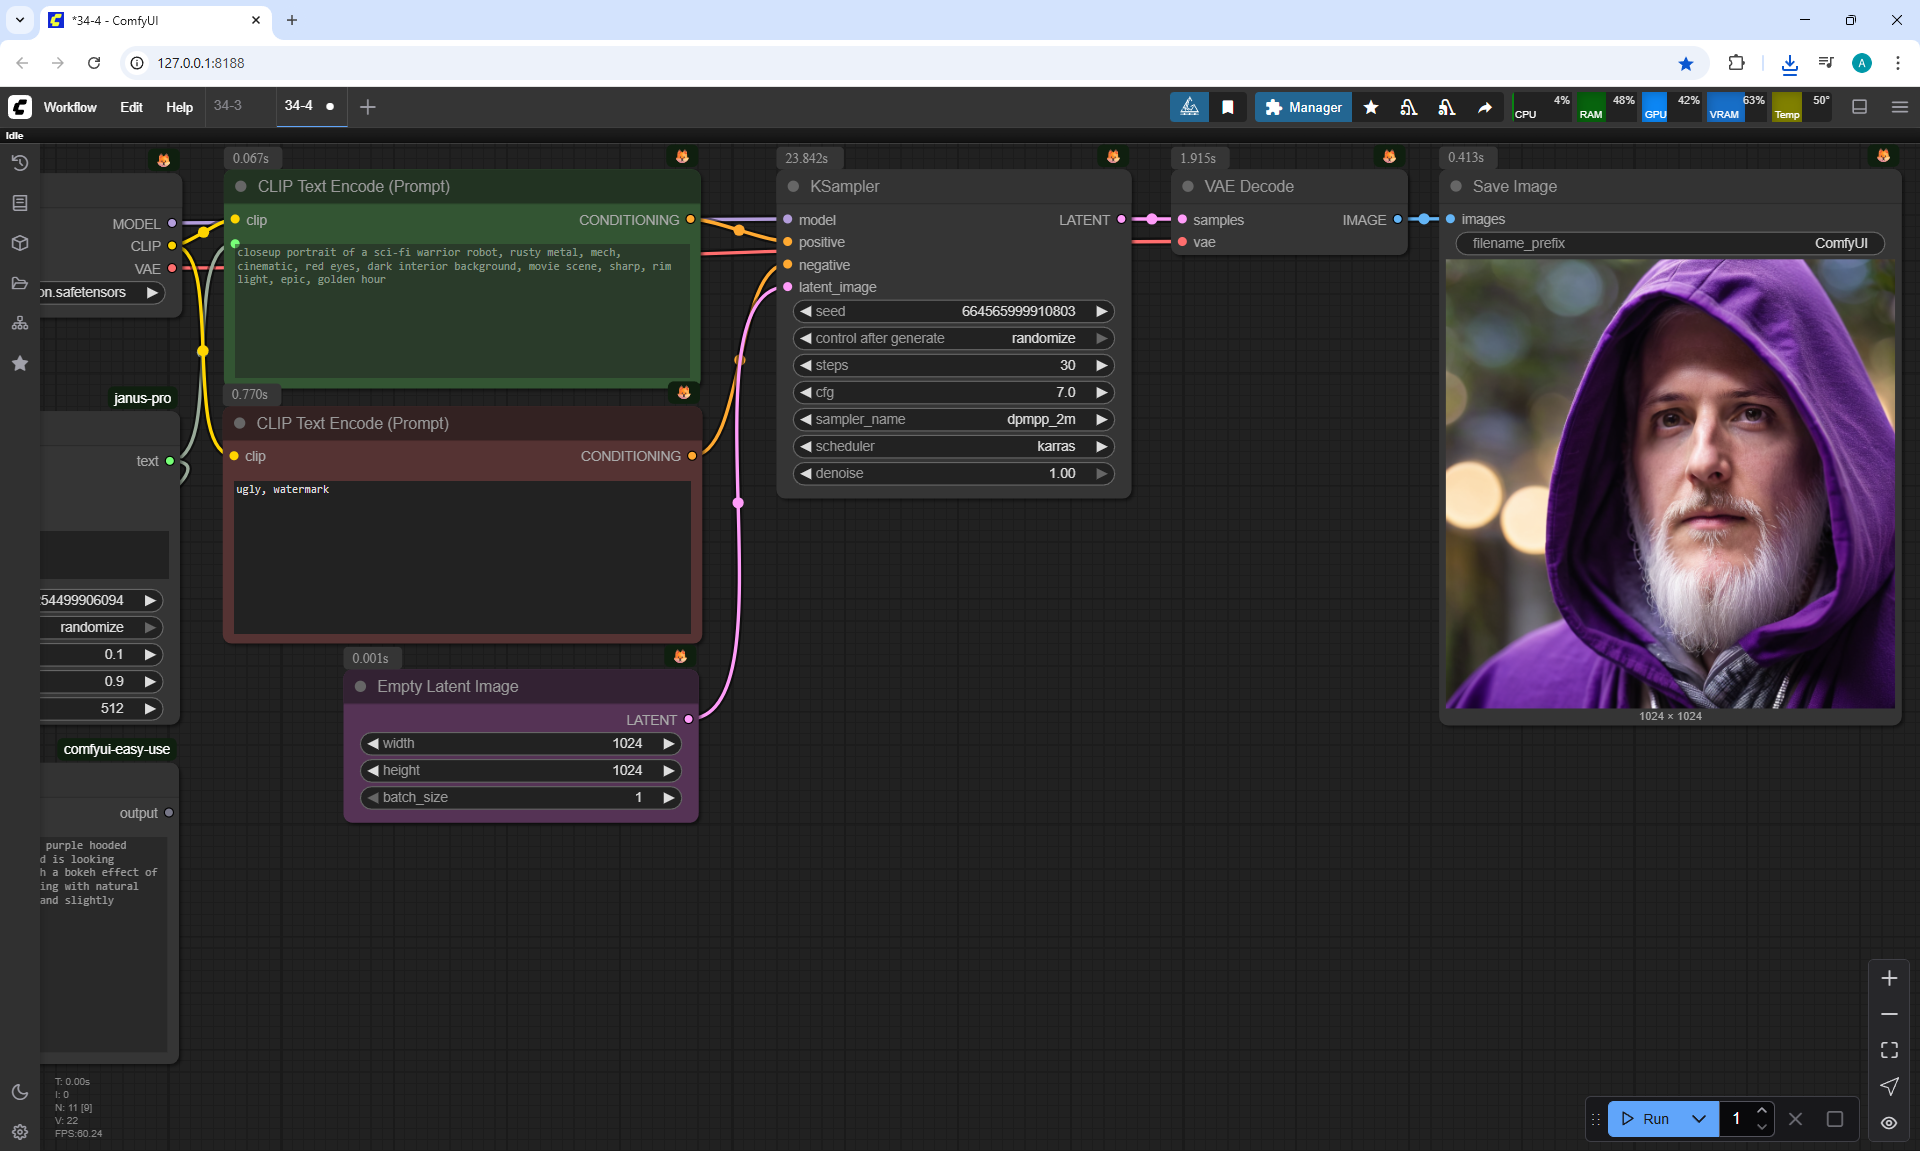 *34-4 - ComfyUI
127.0.0.1:8188
A
Workflow
Edit
Help
34-3
34-4
Manager
CPU 4%
RAM 48%
GPU 42%
VRAM 63%
Temp 50°
Idle
MODEL
CLIP
VAE
on.safetensors
janus-pro
text
54499906094
randomize
0.1
0.9
512
comfyui-easy-use
output
purple hooded
d is looking
h a bokeh effect of
ing with natural
and slightly
T: 0.00s
I: 0
N: 11 [9]
V: 22
FPS:60.24
0.067s
CLIP Text Encode (Prompt)
clip CONDITIONING
closeup portrait of a sci-fi warrior robot, rusty metal, mech,
cinematic, red eyes, dark interior background, movie scene, sharp, rim
light, epic, golden hour
0.770s
CLIP Text Encode (Prompt)
clip CONDITIONING
ugly, watermark
0.001s
Empty Latent Image
LATENT
width 1024
height 1024
batch_size 1
23.842s
KSampler
model LATENT
positive
negative
latent_image
seed 664565999910803
control after generate randomize
steps 30
cfg 7.0
sampler_name dpmpp_2m
scheduler karras
denoise 1.00
1.915s
VAE Decode
samples IMAGE
vae
0.413s
Save Image
images
filename_prefix ComfyUI
1024 × 1024
Run 1